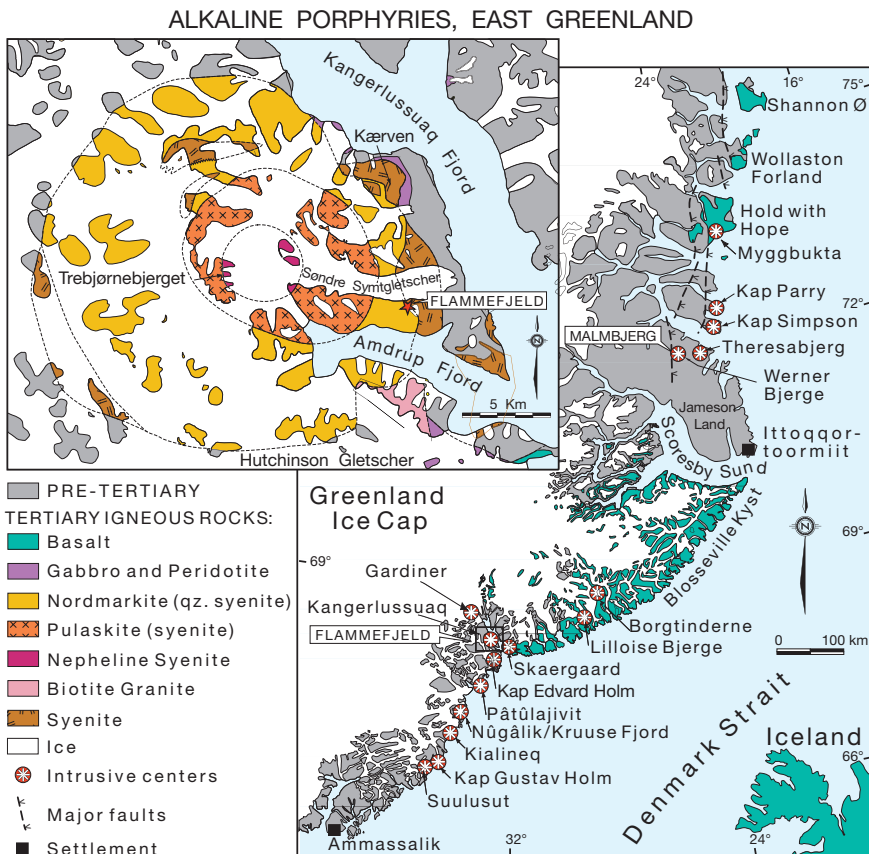 ALKALINE PORPHYRIES, EAST GREENLAND
Kangerlussuaq
Fjord
Kærven
Trebjørnebjerget
Søndre Symtgletscher
FLAMMEFJELD
Amdrup
Fjord
N
5 Km
Hutchinson Gletscher
24°
16°
75°
Shannon Ø
Wollaston
Forland
Hold with
Hope
Myggbukta
Kap Parry
72°
Kap Simpson
MALMBJERG
Theresabjerg
Werner
Bjerge
Jameson
Land
Ittoqqor-
toormiit
Scoresby Sund
Greenland
Ice Cap
N
69°
69°
Blosseville Kyst
Gardiner
Kangerlussuaq
FLAMMEFJELD
Borgtinderne
Lilloise Bjerge
0 100 km
Skaergaard
Kap Edvard Holm
Pâtûlajivit
Nûgâlik/Kruuse Fjord
Kialineq
Kap Gustav Holm
Suulusut
Denmark Strait
Iceland
66°
Ammassalik
32°
24°
PRE-TERTIARY
TERTIARY IGNEOUS ROCKS:
Basalt
Gabbro and Peridotite
Nordmarkite (qz. syenite)
Pulaskite (syenite)
Nepheline Syenite
Biotite Granite
Syenite
Ice
Intrusive centers
Major faults
Settlement